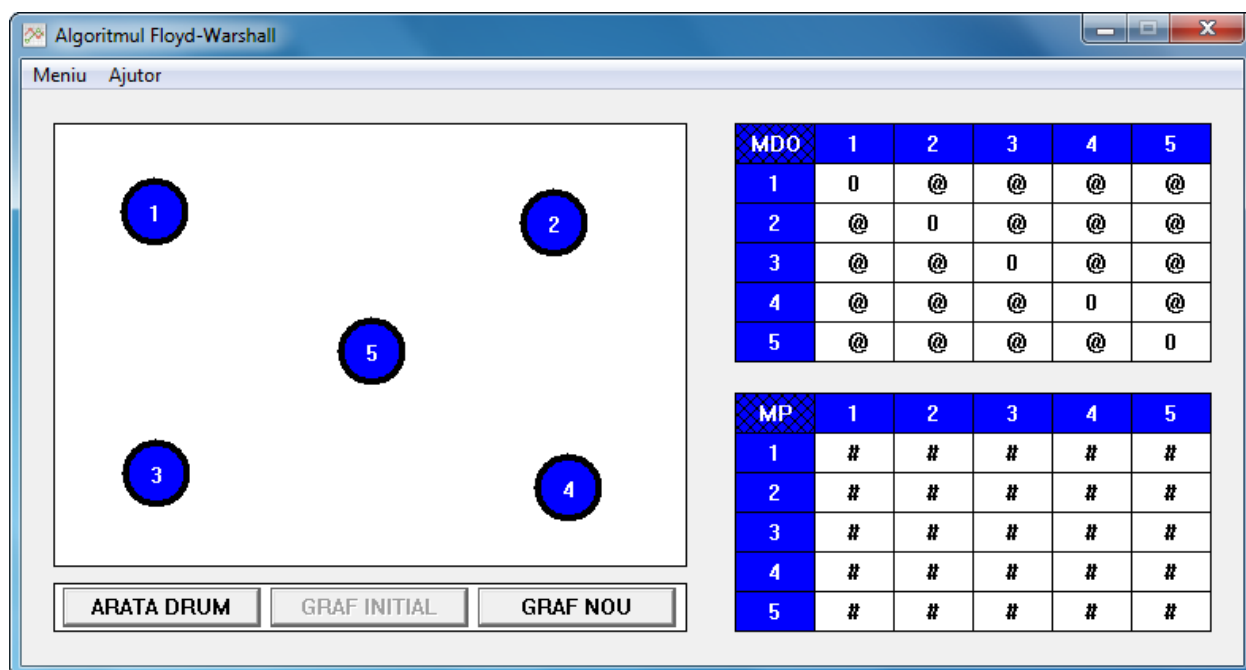 Algoritmul Floyd-Warshall
Meniu Ajutor
1
2
5
3
4
ARATA DRUM GRAF INITIAL GRAF NOU
MD0 1 2 3 4 5
1 0 @ @ @ @
2 @ 0 @ @ @
3 @ @ 0 @ @
4 @ @ @ 0 @
5 @ @ @ @ 0
MP 1 2 3 4 5
1 # # # # #
2 # # # # #
3 # # # # #
4 # # # # #
5 # # # # #